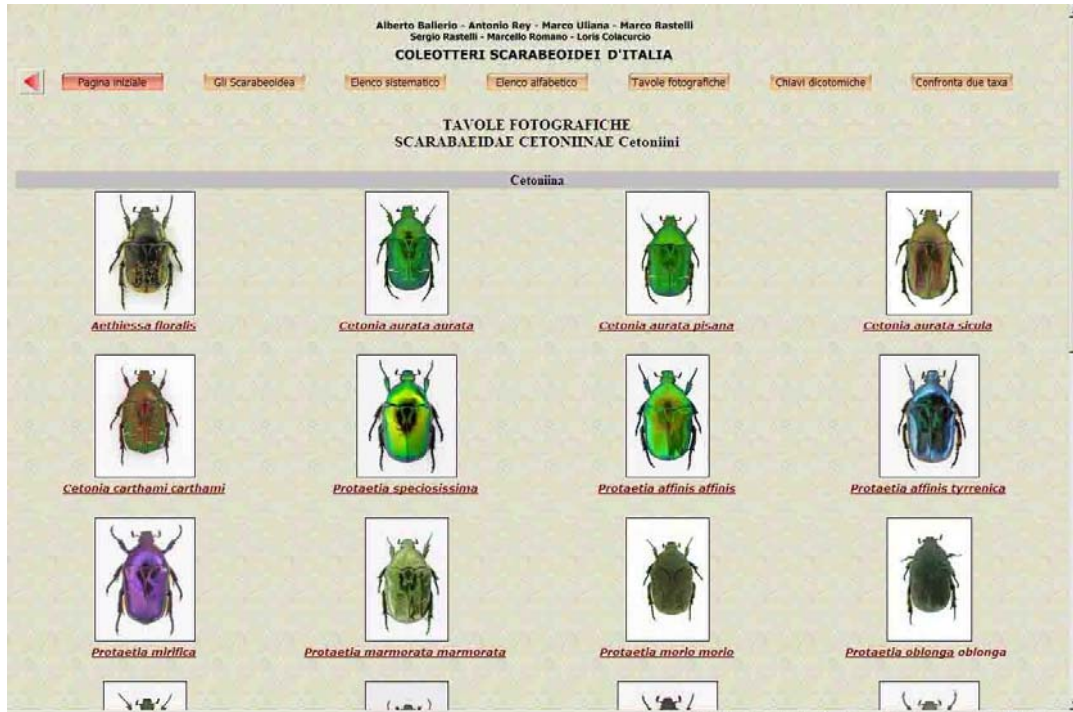 Alberto Ballerio - Antonio Rey - Marco Uliana - Marco Rastelli
Sergio Rastelli - Marcello Romano - Loris Colacurcio
COLEOTTERI SCARABEOIDEI D'ITALIA
Pagina iniziale Gli Scarabeoidea Elenco sistematico Elenco alfabetico Tavole fotografiche Chiavi dicotomiche Confronta due taxa
TAVOLE FOTOGRAFICHE
SCARABAEIDAE CETONIINAE Cetoniini
Cetoniina
Aethiessa floralis Cetonia aurata aurata Cetonia aurata pisana Cetonia aurata sicula
Cetonia carthami carthami Protaetia speciosissima Protaetia affinis affinis Protaetia affinis tyrrenica
Protaetia mirifica Protaetia marmorata marmorata Protaetia morio morio Protaetia oblonga oblonga